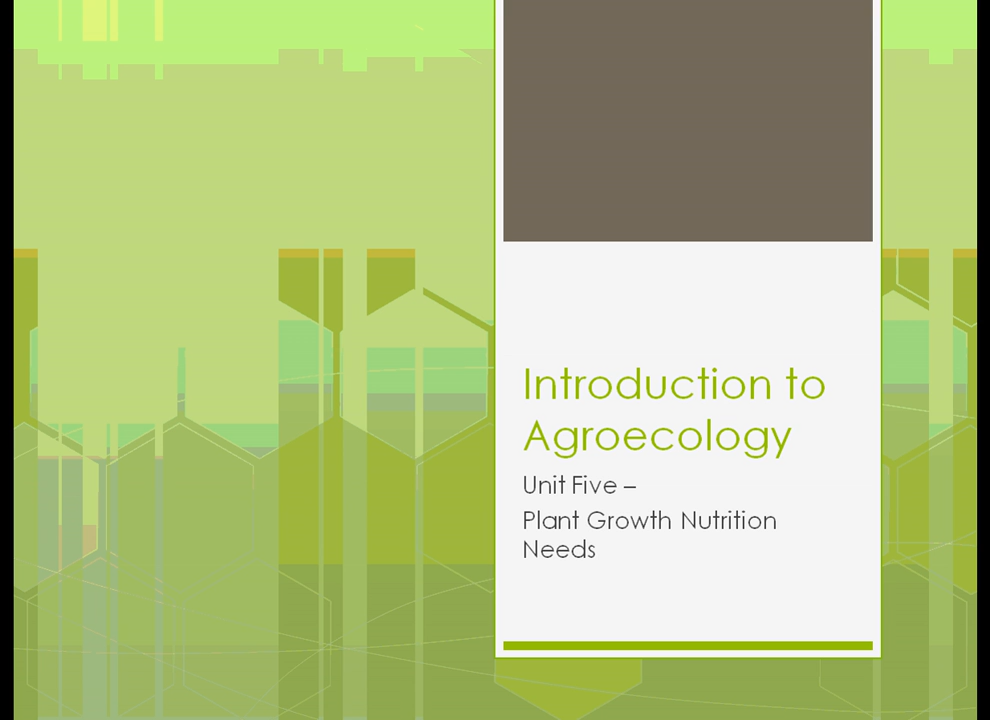 Introduction to
Agroecology
Unit Five –
Plant Growth Nutrition
Needs